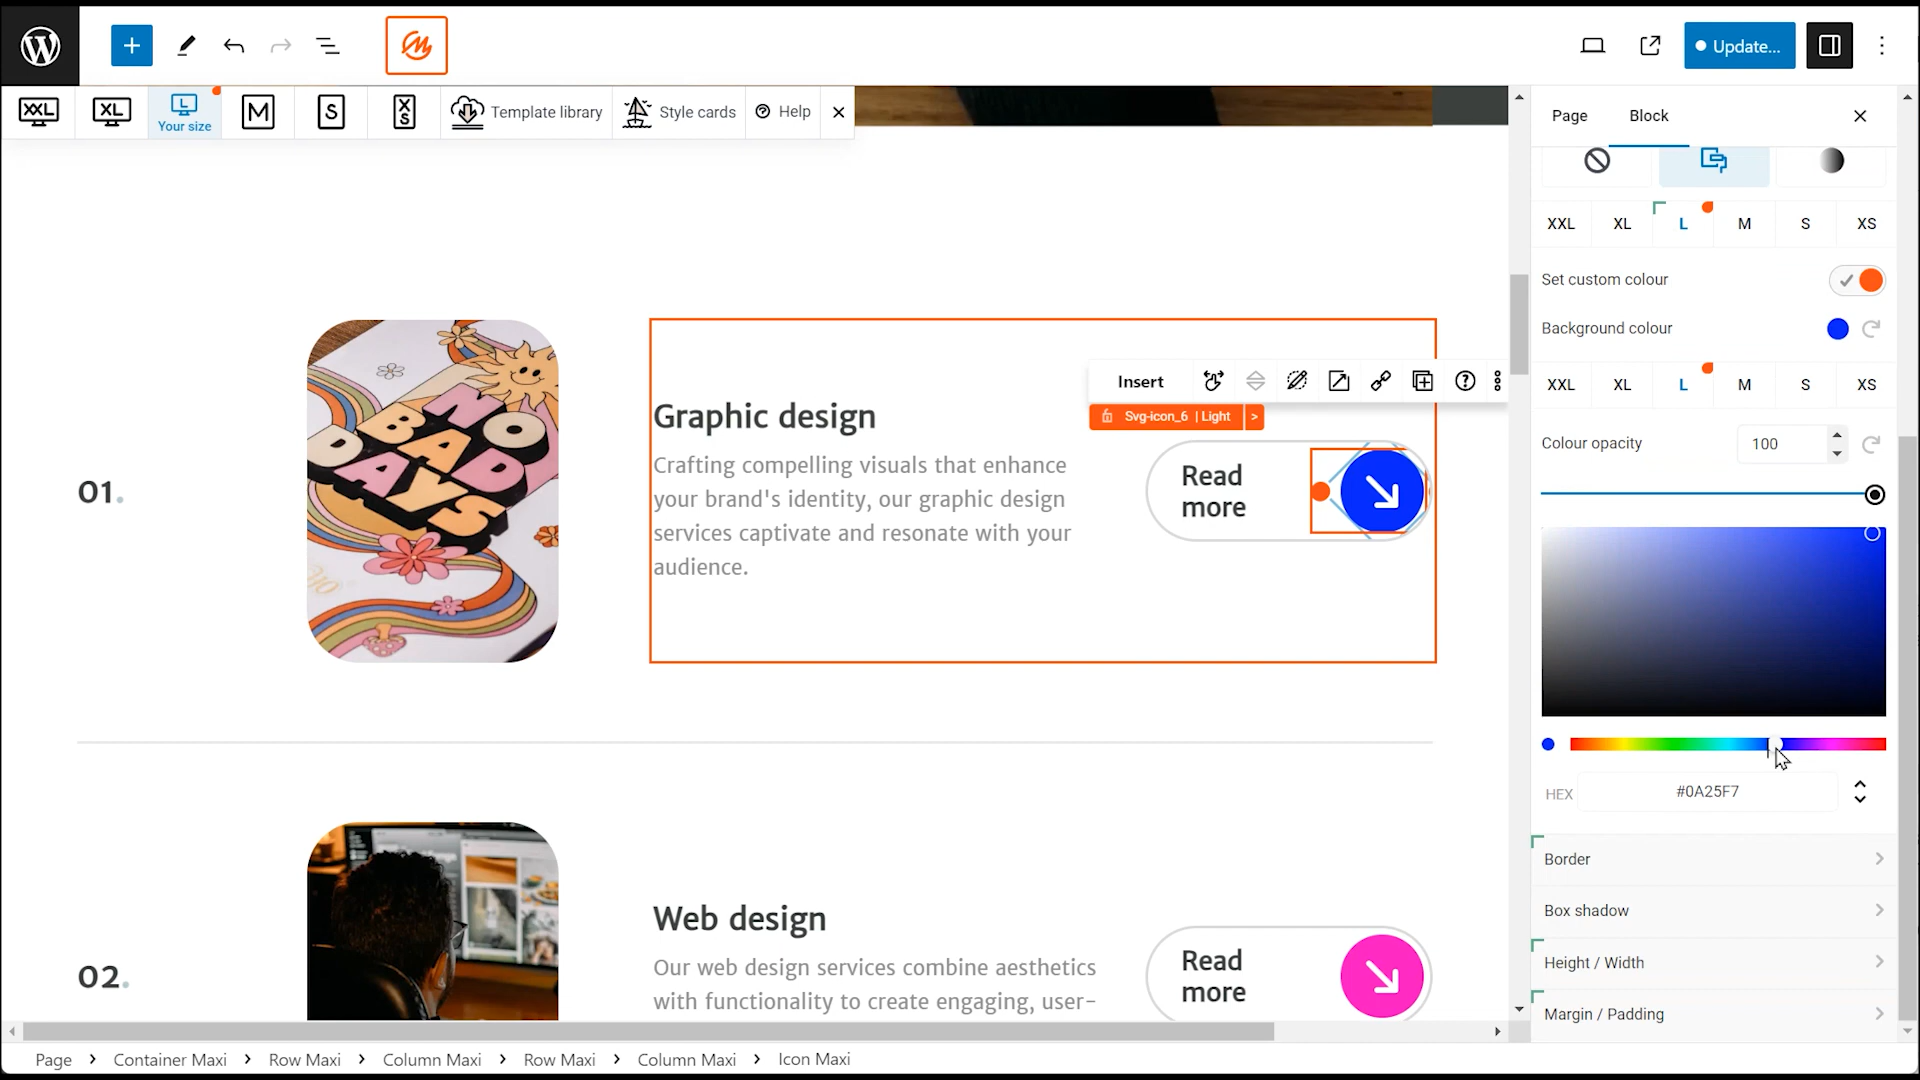 Update...
XXL
XL
L
Your size
M
S
XS
Template library
Style cards
Help
Page
Block
XXL
XL
L
M
S
XS
Set custom colour
Background colour
XXL
XL
L
M
S
XS
Colour opacity
100
HEX
#0A25F7
Border
Box shadow
Height / Width
Margin / Padding
01.
NO
BAD
DAYS
Insert
Svg-icon_6 | Light >
Graphic design
Crafting compelling visuals that enhance
your brand's identity, our graphic design
services captivate and resonate with your
audience.
Read
more
02.
Web design
Our web design services combine aesthetics
with functionality to create engaging, user-
Read
more
Page > Container Maxi > Row Maxi > Column Maxi > Row Maxi > Column Maxi > Icon Maxi